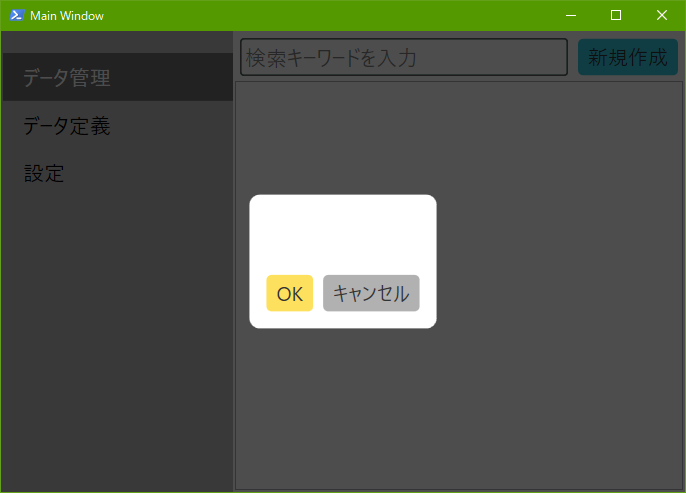 Main Window
データ管理
データ定義
設定
検索キーワードを入力
新規作成
OK
キャンセル